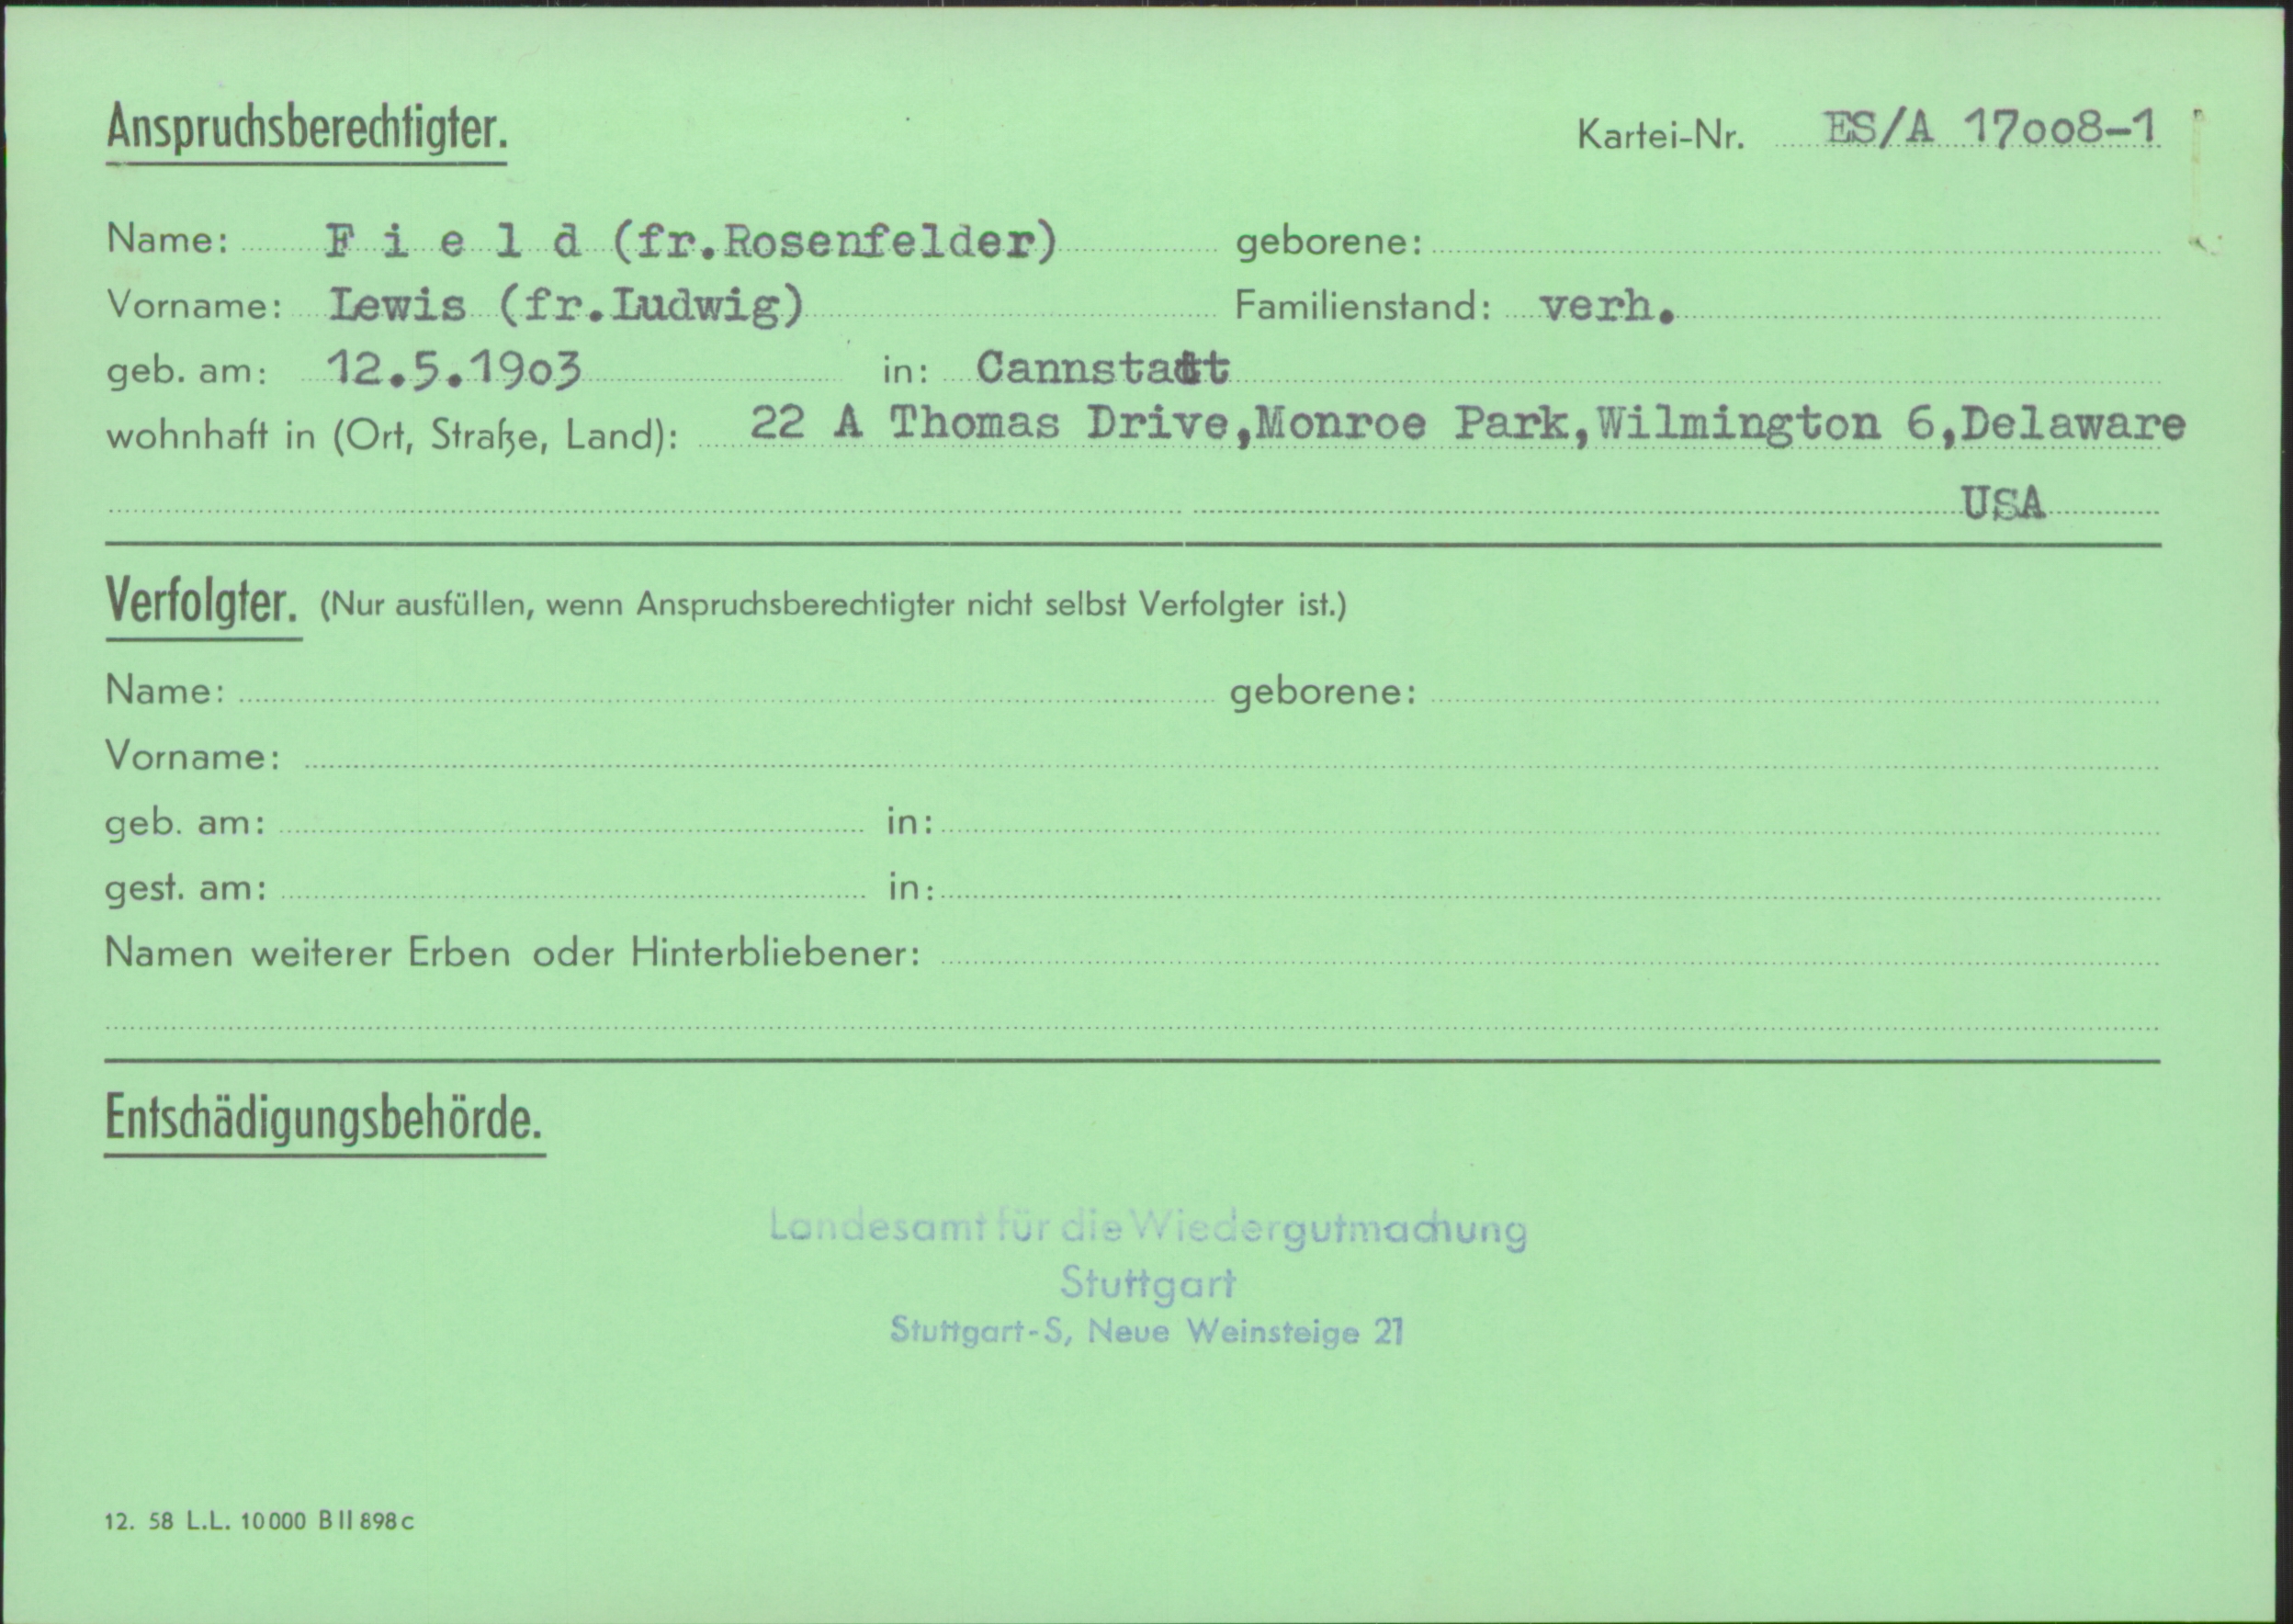 Anspruchsberechtigter. Kartei-Nr. ES/A 17008-1
Name: F i e l d (fr.Rosenfelder) geborene:
Vorname: Lewis (fr.Ludwig) Familienstand: verh.
geb. am: 12.5.1903 in: Cannstatt
wohnhaft in (Ort, Straße, Land): 22 A Thomas Drive,Monroe Park,Wilmington 6,Delaware
USA
Verfolgter. (Nur ausfüllen, wenn Anspruchsberechtigter nicht selbst Verfolgter ist.)
Name: geborene:
Vorname:
geb. am: in:
gest. am: in:
Namen weiterer Erben oder Hinterbliebener:
Entschädigungsbehörde.
Landesamt für die Wiedergutmachung
Stuttgart
Stuttgart-S, Neue Weinsteige 21
12. 58 L.L. 10000 B II 898c